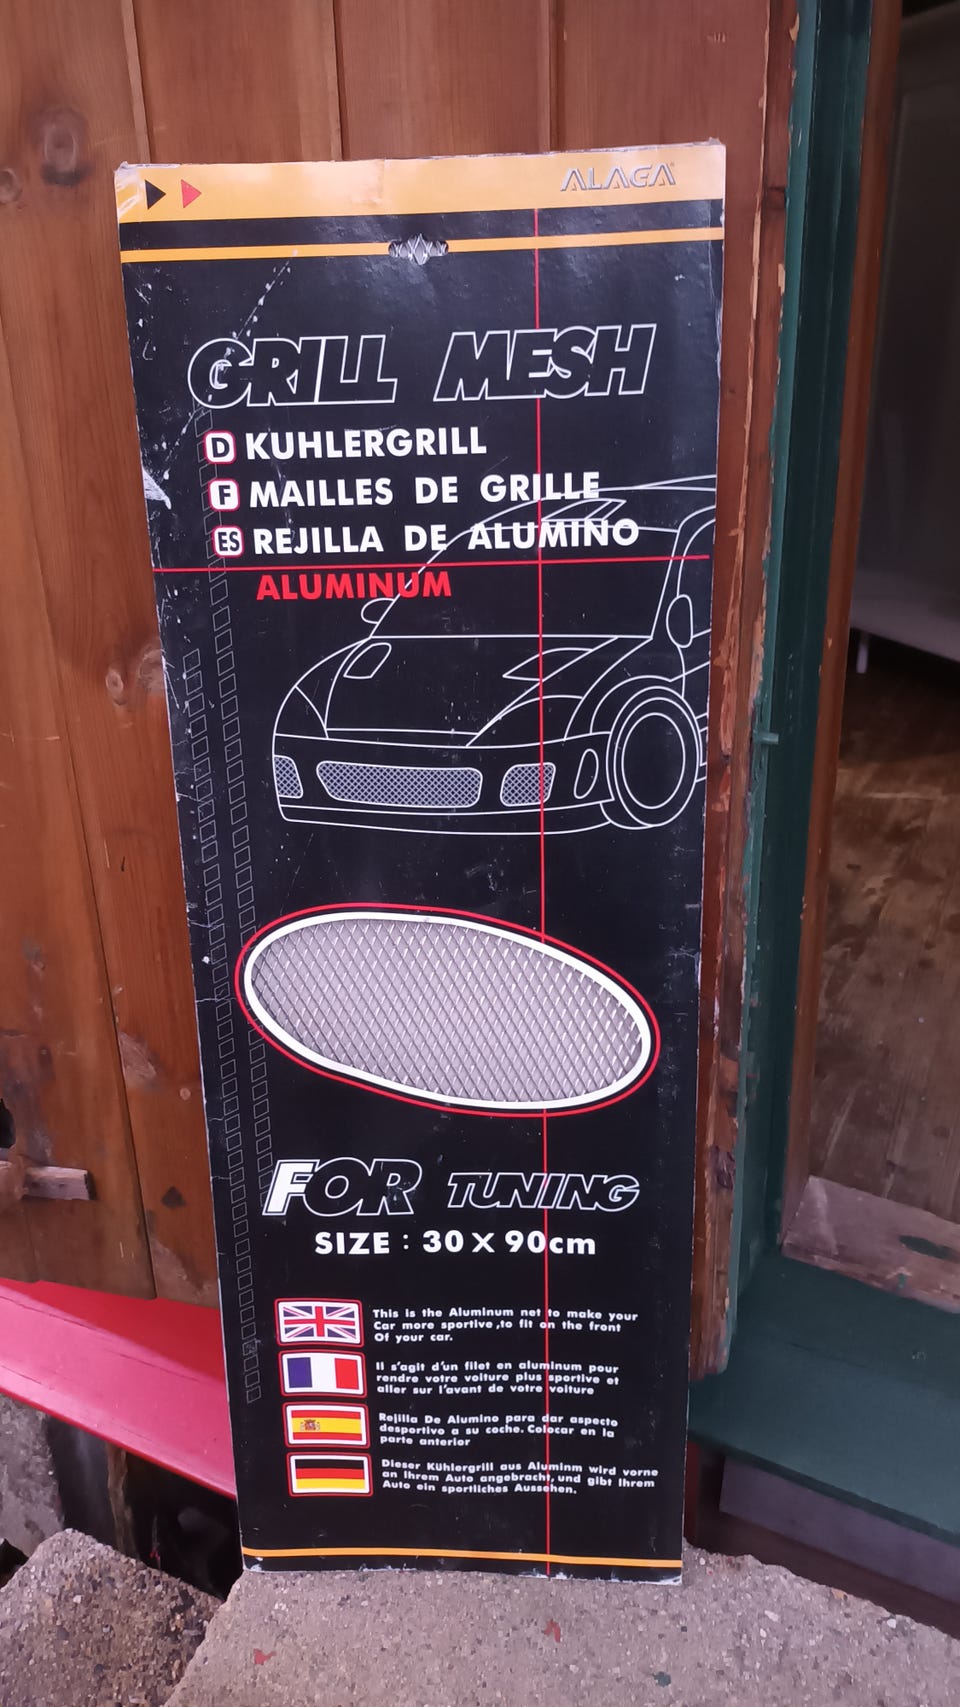 ALAGA
GRILL MESH
D KUHLERGRILL
F MAILLES DE GRILLE
ES REJILLA DE ALUMINO
ALUMINUM
FOR TUNING
SIZE : 30 X 90cm
This is the Aluminum net to make your
Car more sportive ,to fit on the front
Of your car.
Il s'agit d'un filet en aluminum pour
rendre votre voiture plus sportive et
aller sur l'avant de votre voiture
Rejilla De Alumino para dar aspecto
desportivo a su coche. Colocar en la
parte anterior
Dieser Kühlergrill aus Aluminm wird vorne
an Ihrem Auto angebracht, und gibt Ihrem
Auto ein sportliches Aussehen.